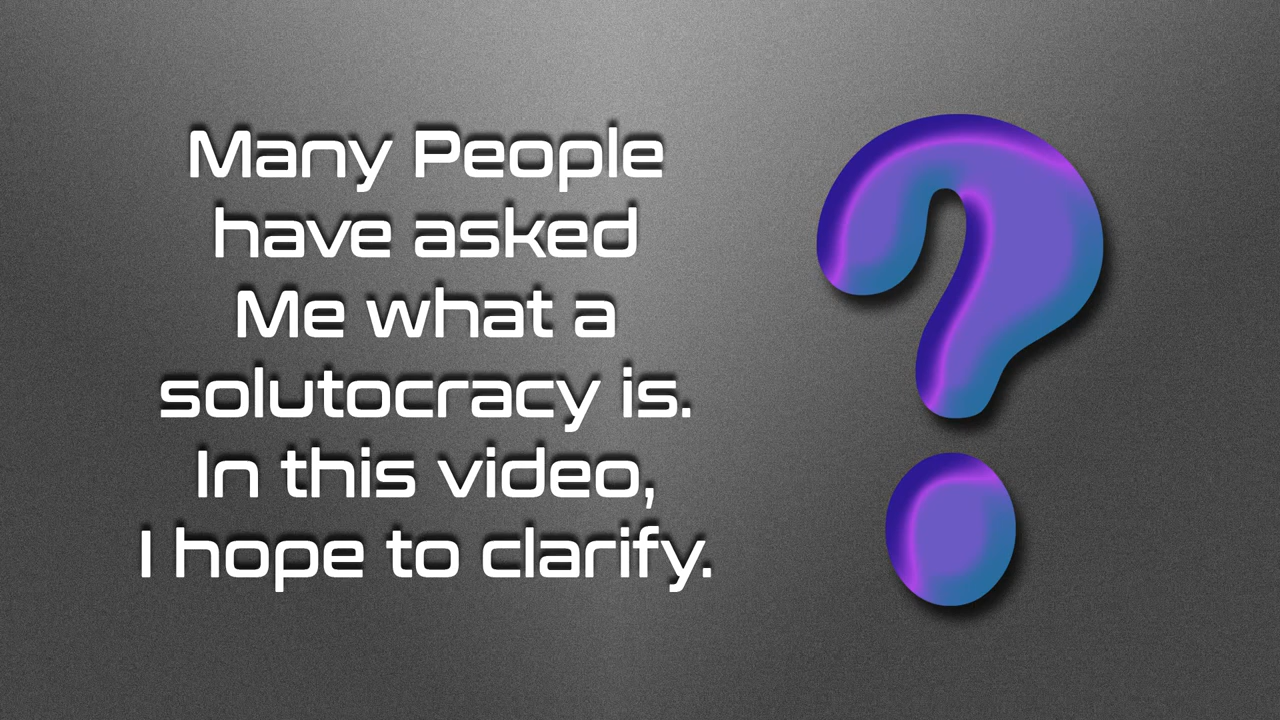 Many People
have asked
Me what a
solutocracy is.
In this video,
I hope to clarify.
?